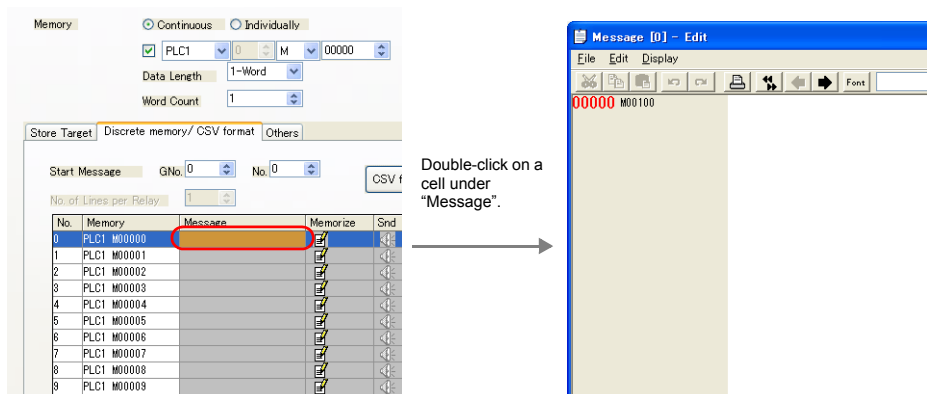 Memory
Continuous Individually
PLC1 0 M 00000
Data Length 1-Word
Word Count 1
Store Target Discrete memory/ CSV format Others
Start Message GNo. 0 No. 0
CSV f
No. of Lines per Relay 1
No. Memory Message Memorize Snd
0 PLC1 M00000
1 PLC1 M00001
2 PLC1 M00002
3 PLC1 M00003
4 PLC1 M00004
5 PLC1 M00005
6 PLC1 M00006
7 PLC1 M00007
8 PLC1 M00008
9 PLC1 M00009
Double-click on a
cell under
“Message”.
Message [0] - Edit
File Edit Display
Font
00000 M00100